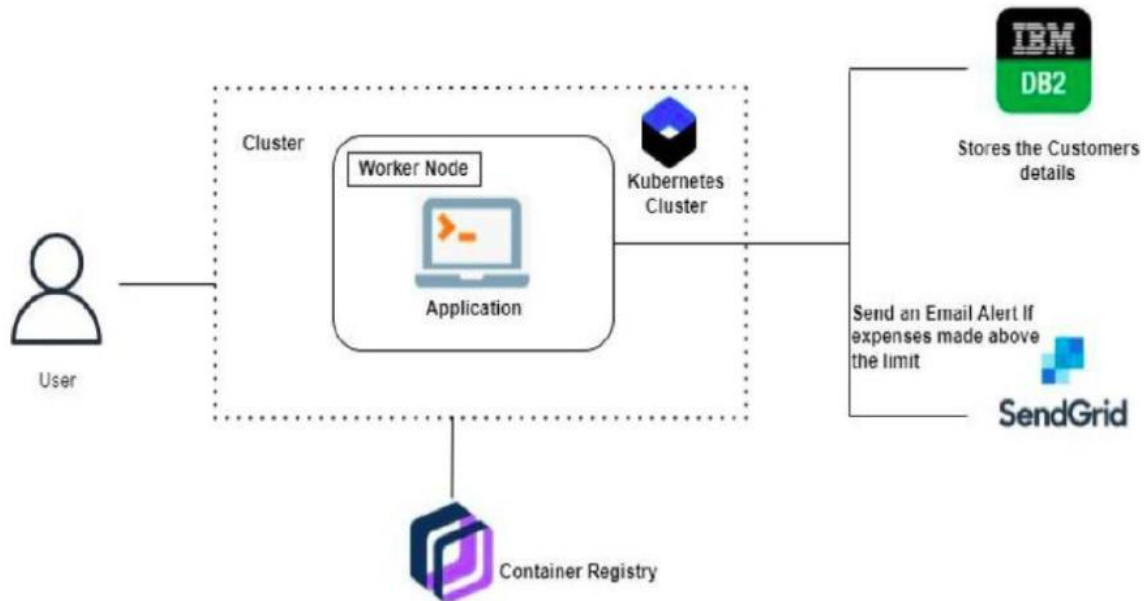 IBM
DB2
Stores the Customers
details
Cluster
Worker Node
Kubernetes
Cluster
Application
User
Send an Email Alert If
expenses made above
the limit
SendGrid
Container Registry